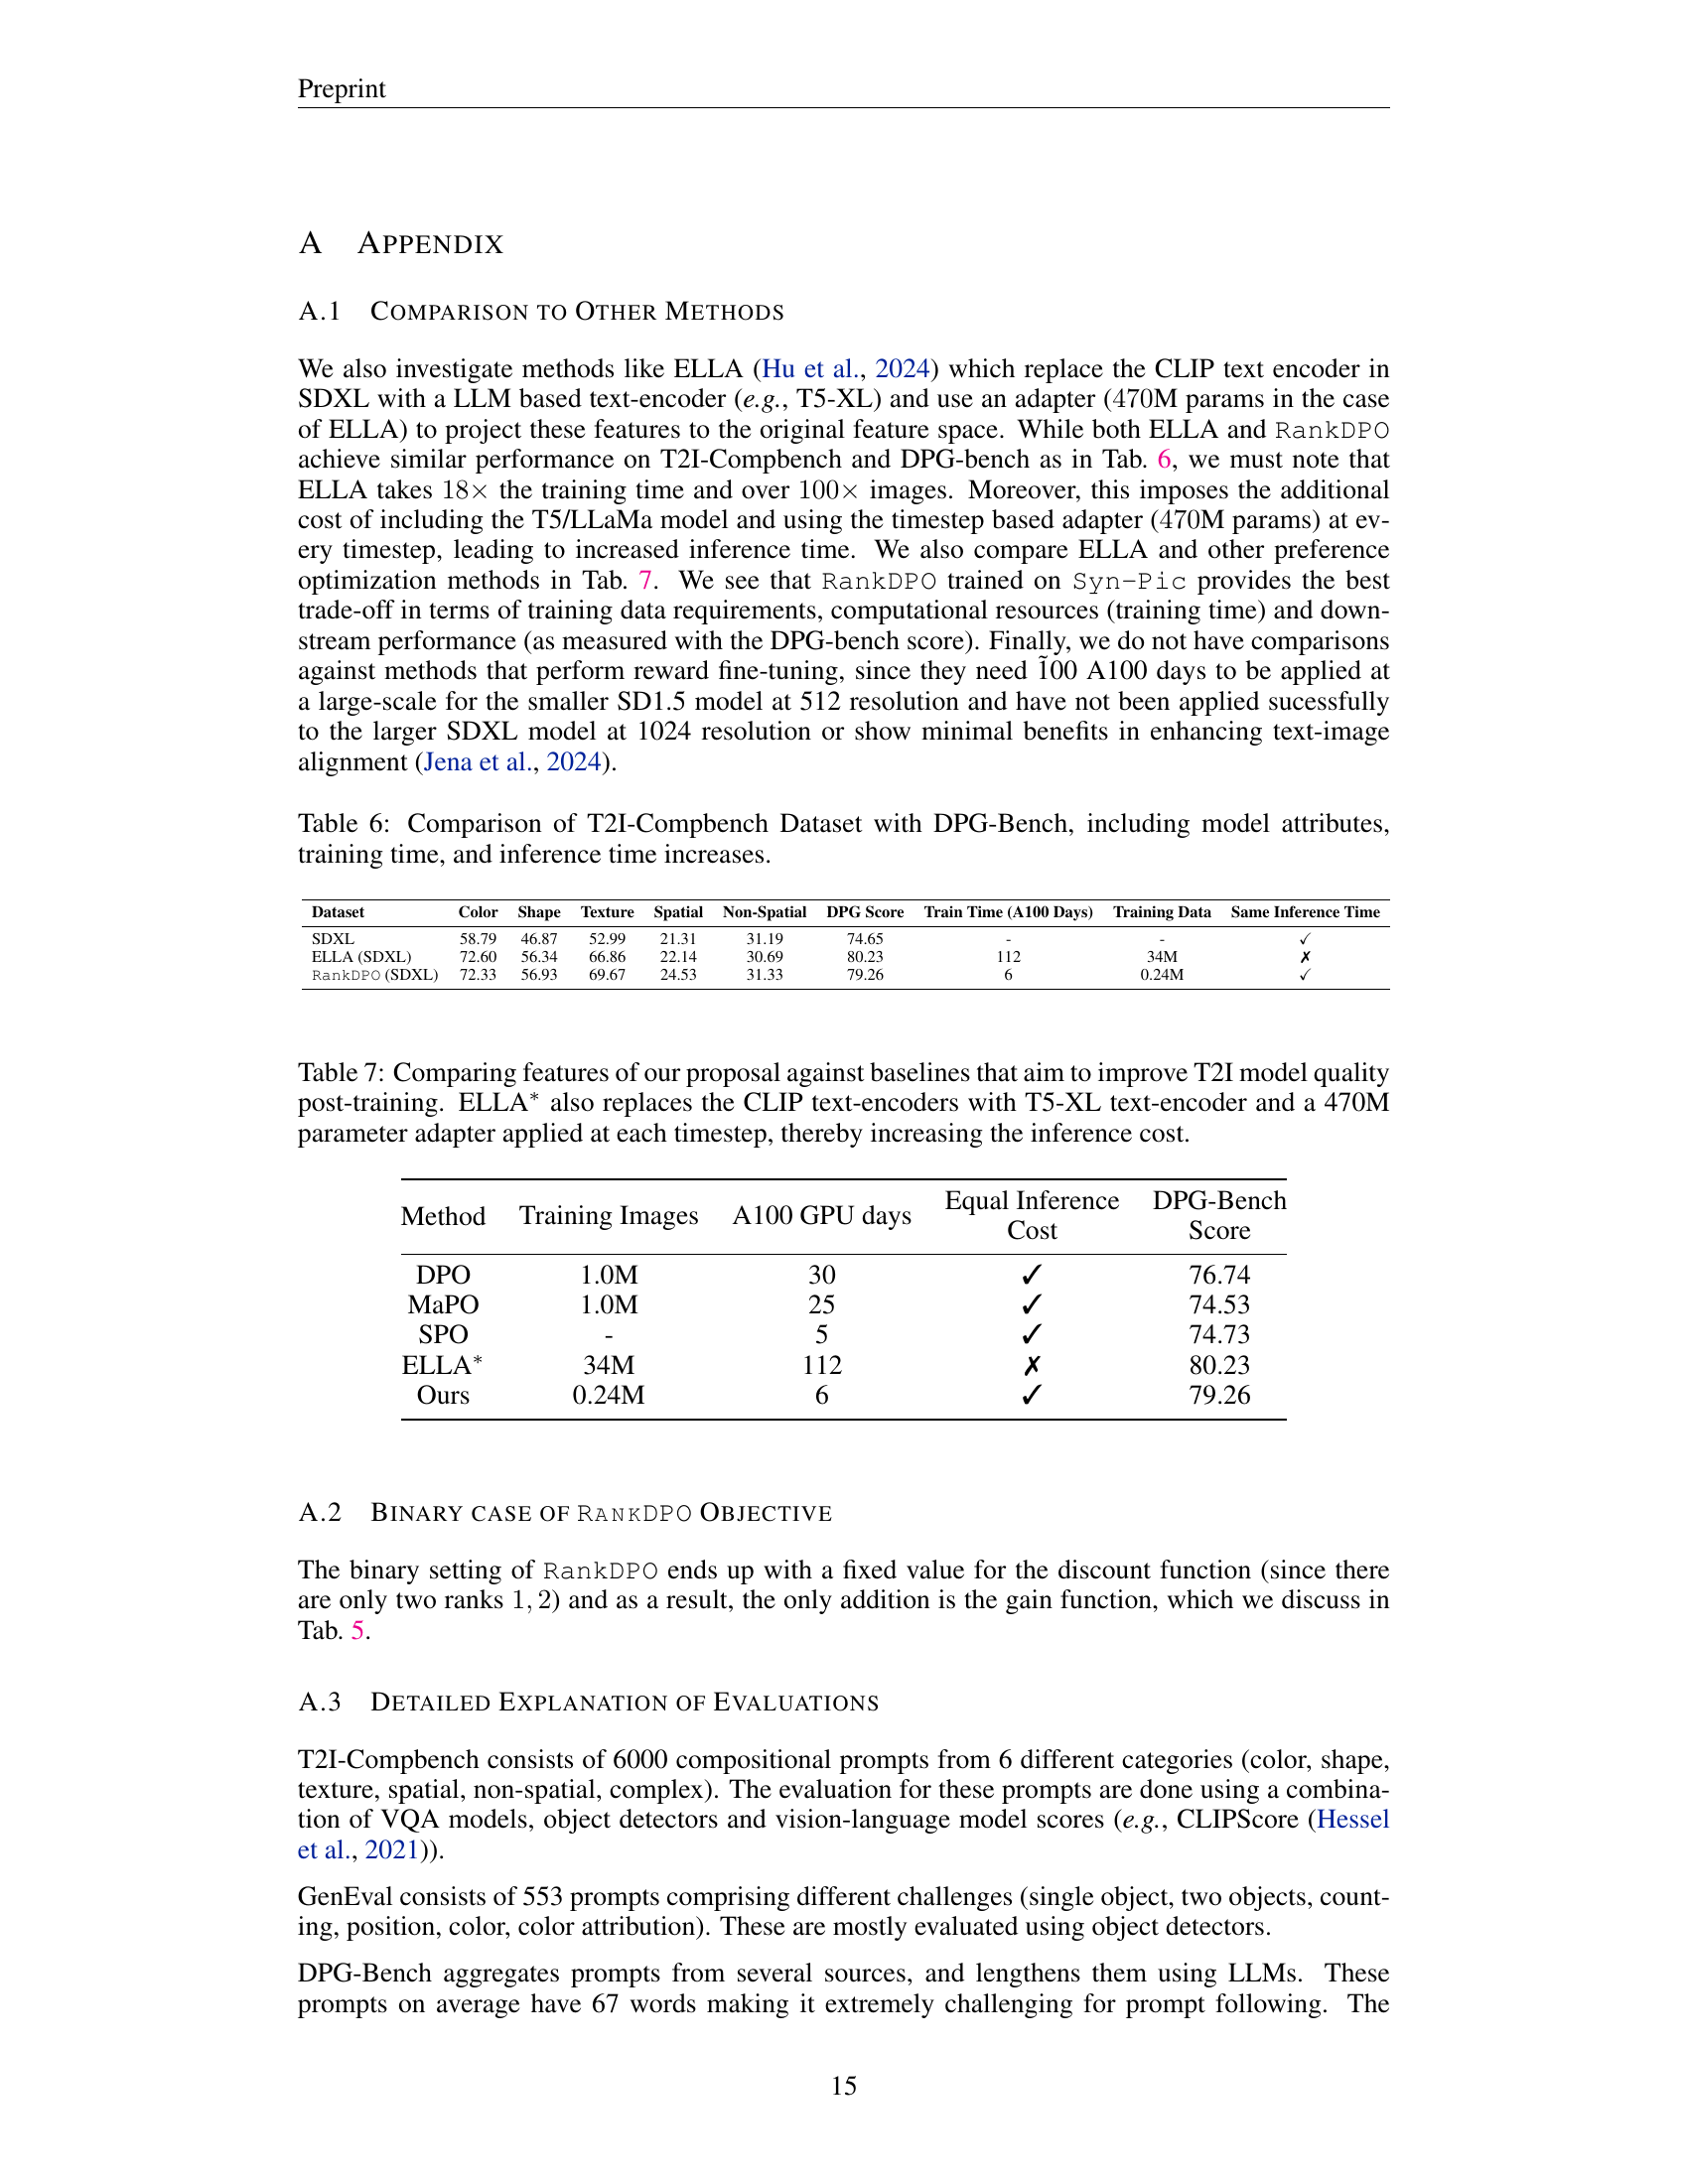 Preprint
A APPENDIX
A.1 COMPARISON TO OTHER METHODS
We also investigate methods like ELLA (Hu et al., 2024) which replace the CLIP text encoder in
SDXL with a LLM based text-encoder (e.g., T5-XL) and use an adapter (470M params in the case
of ELLA) to project these features to the original feature space. While both ELLA and RankDPO
achieve similar performance on T2I-Compbench and DPG-bench as in Tab. 6, we must note that
ELLA takes 18× the training time and over 100× images. Moreover, this imposes the additional
cost of including the T5/LLaMa model and using the timestep based adapter (470M params) at ev-
ery timestep, leading to increased inference time. We also compare ELLA and other preference
optimization methods in Tab. 7. We see that RankDPO trained on Syn-Pic provides the best
trade-off in terms of training data requirements, computational resources (training time) and down-
stream performance (as measured with the DPG-bench score). Finally, we do not have comparisons
against methods that perform reward fine-tuning, since they need 1̃00 A100 days to be applied at
a large-scale for the smaller SD1.5 model at 512 resolution and have not been applied sucessfully
to the larger SDXL model at 1024 resolution or show minimal benefits in enhancing text-image
alignment (Jena et al., 2024).
Table 6: Comparison of T2I-Compbench Dataset with DPG-Bench, including model attributes,
training time, and inference time increases.
Dataset Color Shape Texture Spatial Non-Spatial DPG Score Train Time (A100 Days) Training Data Same Inference Time
SDXL 58.79 46.87 52.99 21.31 31.19 74.65 - - ✓
ELLA (SDXL) 72.60 56.34 66.86 22.14 30.69 80.23 112 34M ✗
RankDPO (SDXL) 72.33 56.93 69.67 24.53 31.33 79.26 6 0.24M ✓
Table 7: Comparing features of our proposal against baselines that aim to improve T2I model quality
post-training. ELLA* also replaces the CLIP text-encoders with T5-XL text-encoder and a 470M
parameter adapter applied at each timestep, thereby increasing the inference cost.
Method Training Images A100 GPU days Equal Inference Cost DPG-Bench Score
DPO 1.0M 30 ✓ 76.74
MaPO 1.0M 25 ✓ 74.53
SPO - 5 ✓ 74.73
ELLA* 34M 112 ✗ 80.23
Ours 0.24M 6 ✓ 79.26
A.2 BINARY CASE OF RANKDPO OBJECTIVE
The binary setting of RankDPO ends up with a fixed value for the discount function (since there
are only two ranks 1, 2) and as a result, the only addition is the gain function, which we discuss in
Tab. 5.
A.3 DETAILED EXPLANATION OF EVALUATIONS
T2I-Compbench consists of 6000 compositional prompts from 6 different categories (color, shape,
texture, spatial, non-spatial, complex). The evaluation for these prompts are done using a combina-
tion of VQA models, object detectors and vision-language model scores (e.g., CLIPScore (Hessel
et al., 2021)).
GenEval consists of 553 prompts comprising different challenges (single object, two objects, count-
ing, position, color, color attribution). These are mostly evaluated using object detectors.
DPG-Bench aggregates prompts from several sources, and lengthens them using LLMs. These
prompts on average have 67 words making it extremely challenging for prompt following. The
15